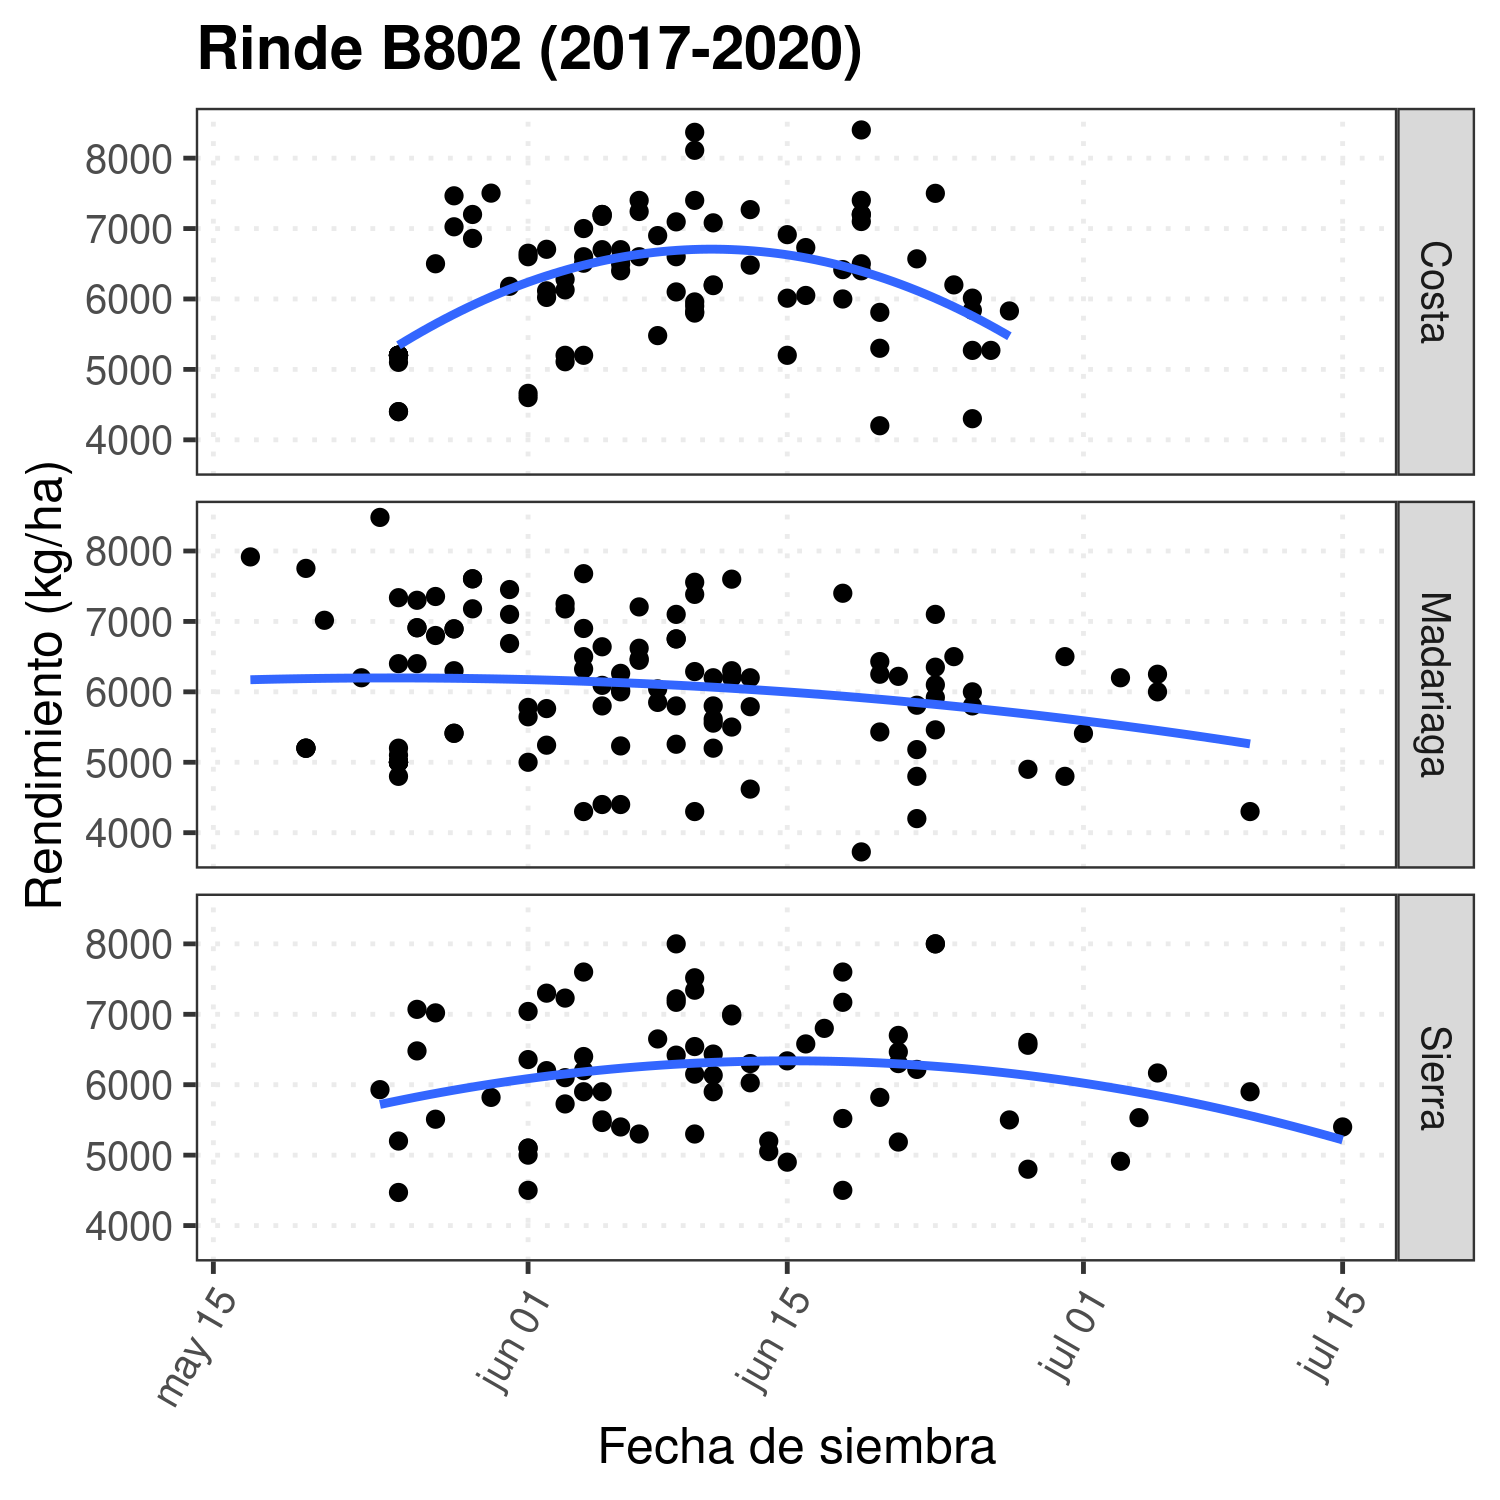 Rinde B802 (2017-2020)
Rendimiento (kg/ha)
8000
7000
6000
5000
4000
Costa
8000
7000
6000
5000
4000
Madariaga
8000
7000
6000
5000
4000
Sierra
may 15
jun 01
jun 15
jul 01
jul 15
Fecha de siembra